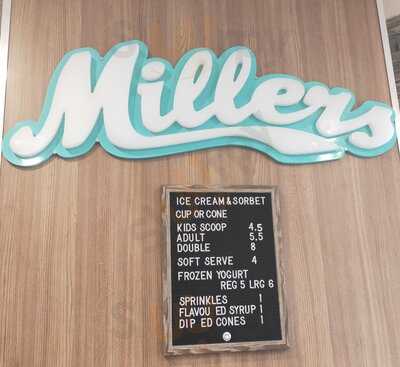 Millers
ICE CREAM & SORBET
CUP OR CONE
KIDS SCOOP 4.5
ADULT 5.5
DOUBLE 8
SOFT SERVE 4
FROZEN YOGURT
REG 5 LRG 6
SPRINKLES 1
FLAVOU ED SYRUP 1
DIP ED CONES 1